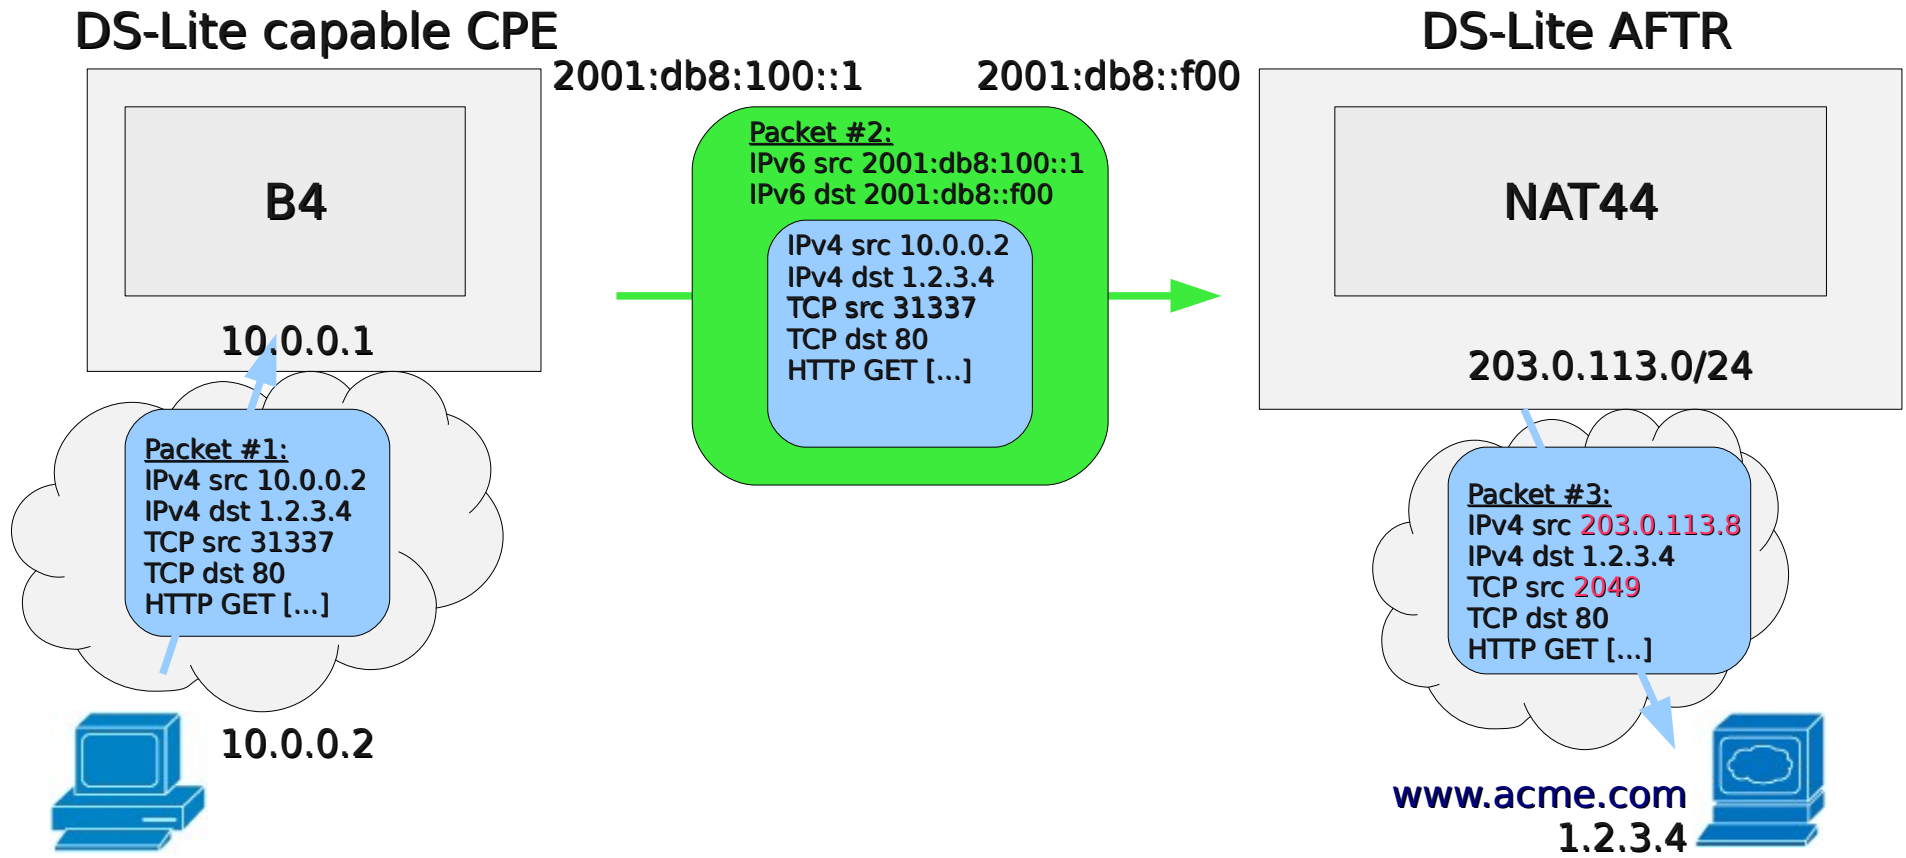 DS-Lite capable CPE
DS-Lite AFTR
2001:db8:100::1
2001:db8::f00
B4
10.0.0.1
Packet #2:
IPv6 src 2001:db8:100::1
IPv6 dst 2001:db8::f00
IPv4 src 10.0.0.2
IPv4 dst 1.2.3.4
TCP src 31337
TCP dst 80
HTTP GET [...]
NAT44
203.0.113.0/24
Packet #1:
IPv4 src 10.0.0.2
IPv4 dst 1.2.3.4
TCP src 31337
TCP dst 80
HTTP GET [...]
10.0.0.2
Packet #3:
IPv4 src 203.0.113.8
IPv4 dst 1.2.3.4
TCP src 2049
TCP dst 80
HTTP GET [...]
www.acme.com
1.2.3.4